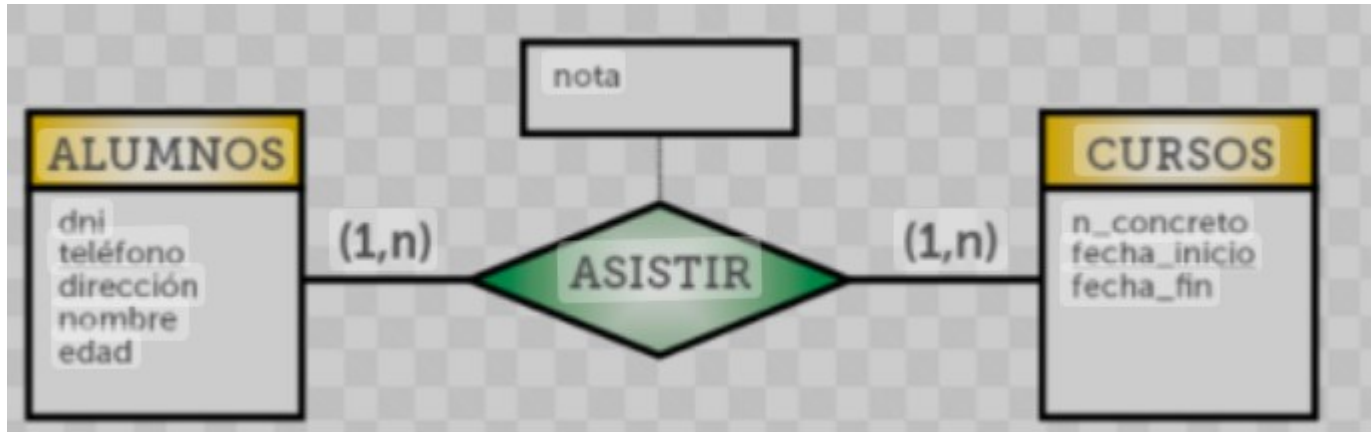 nota
ALUMNOS
dni
teléfono
dirección
nombre
edad
(1,n)
ASISTIR
(1,n)
CURSOS
n_concreto
fecha_inicio
fecha_fin